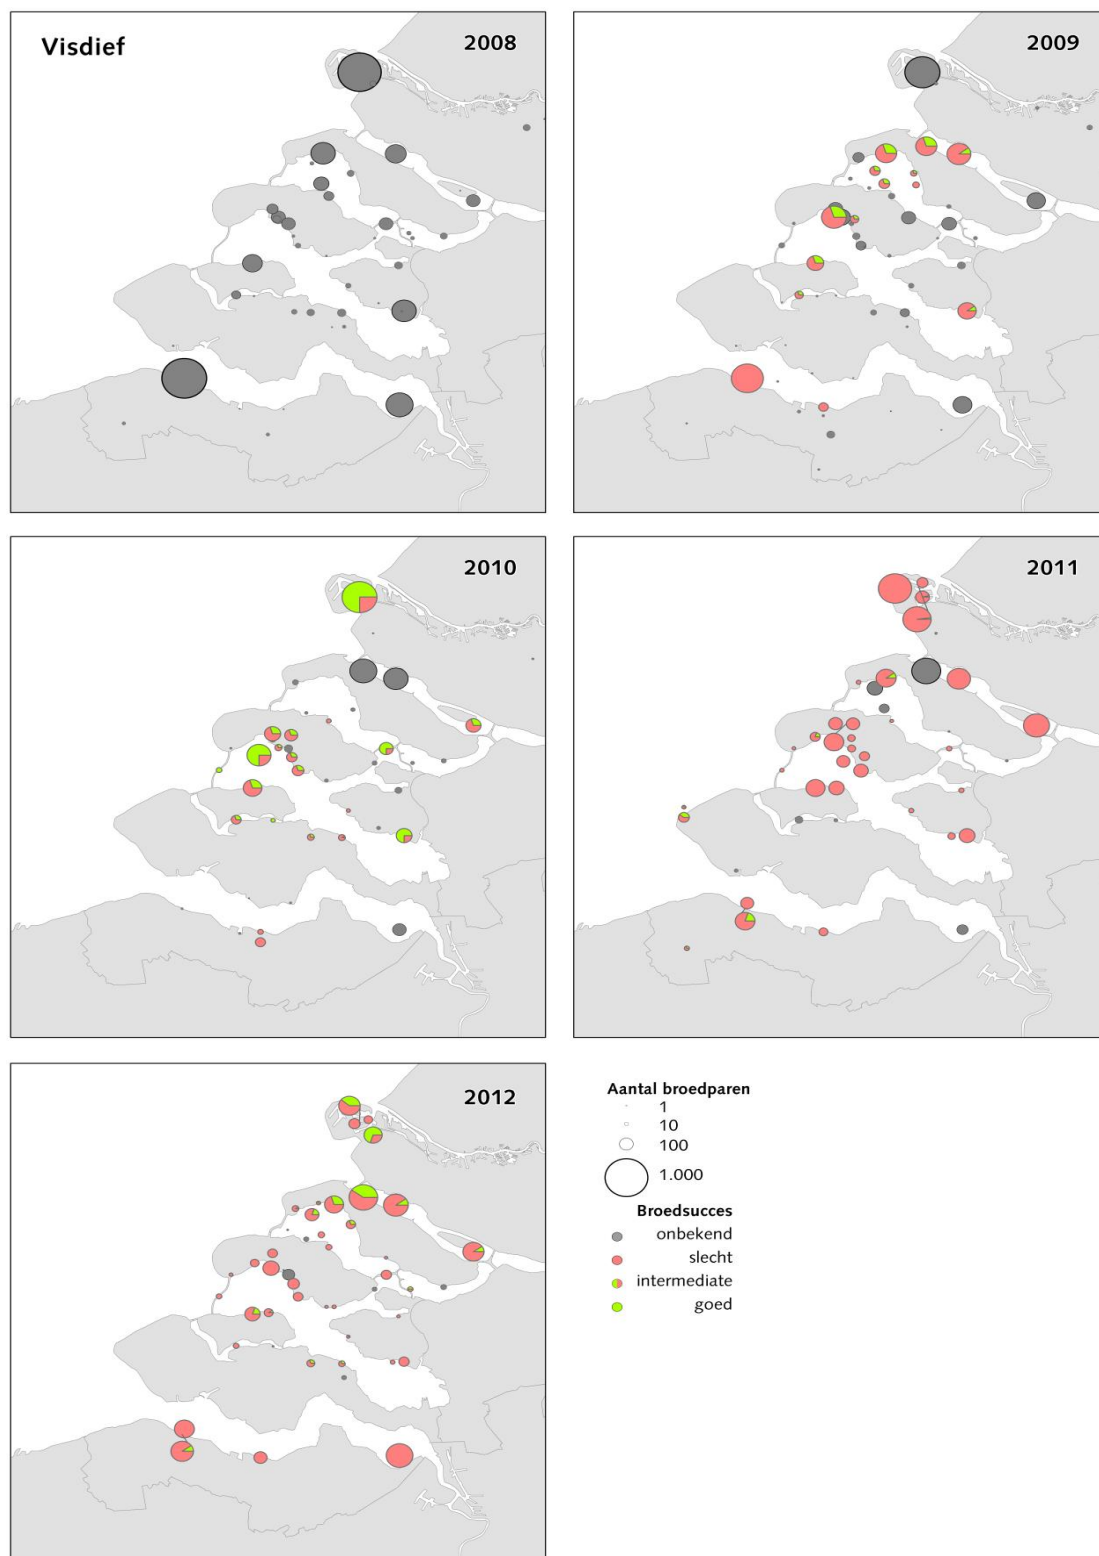 Visdief
2008
2009
2010
2011
2012
Aantal broedparen
1
10
100
1.000
Broedsucces
onbekend
slecht
intermediate
goed